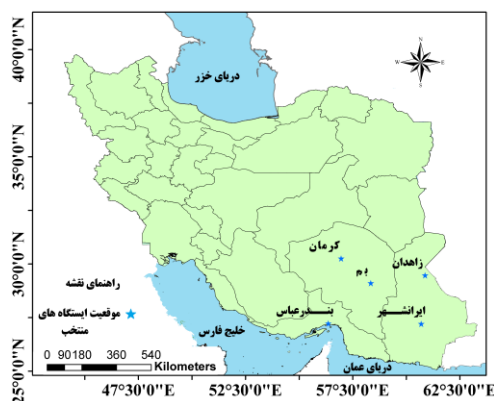 دریای خزر
N
W
E
S
40°0'0"N
35°0'0"N
30°0'0"N
25°0'0"N
کرمان
زاهدان
بم
راهنمای نقشه
بنــدرعباس
ایرانشهــر
موقعیت ایستگاه های
منتخب
خلیج فارس
0 90180 360 540
Kilometers
دریای عمان
47°30'0"E 52°30'0"E 57°30'0"E 62°30'0"E